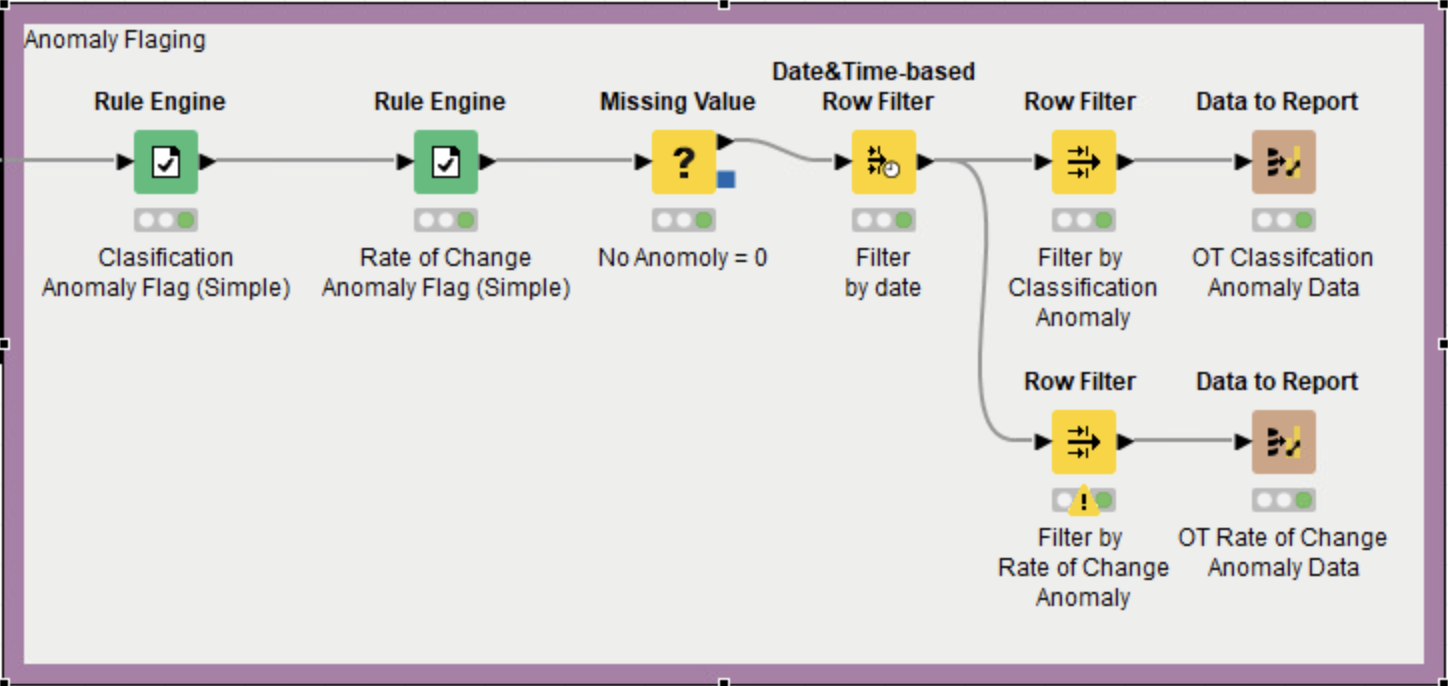 Anomaly Flaging
Date&Time-based
Rule Engine
Rule Engine
Missing Value
Row Filter
Row Filter
Data to Report
?
Clasification
Anomaly Flag (Simple)
Rate of Change
Anomaly Flag (Simple)
No Anomoly = 0
Filter
by date
Filter by
Classification
Anomaly
OT Classifcation
Anomaly Data
Row Filter
Data to Report
!
Filter by
Rate of Change
Anomaly
OT Rate of Change
Anomaly Data